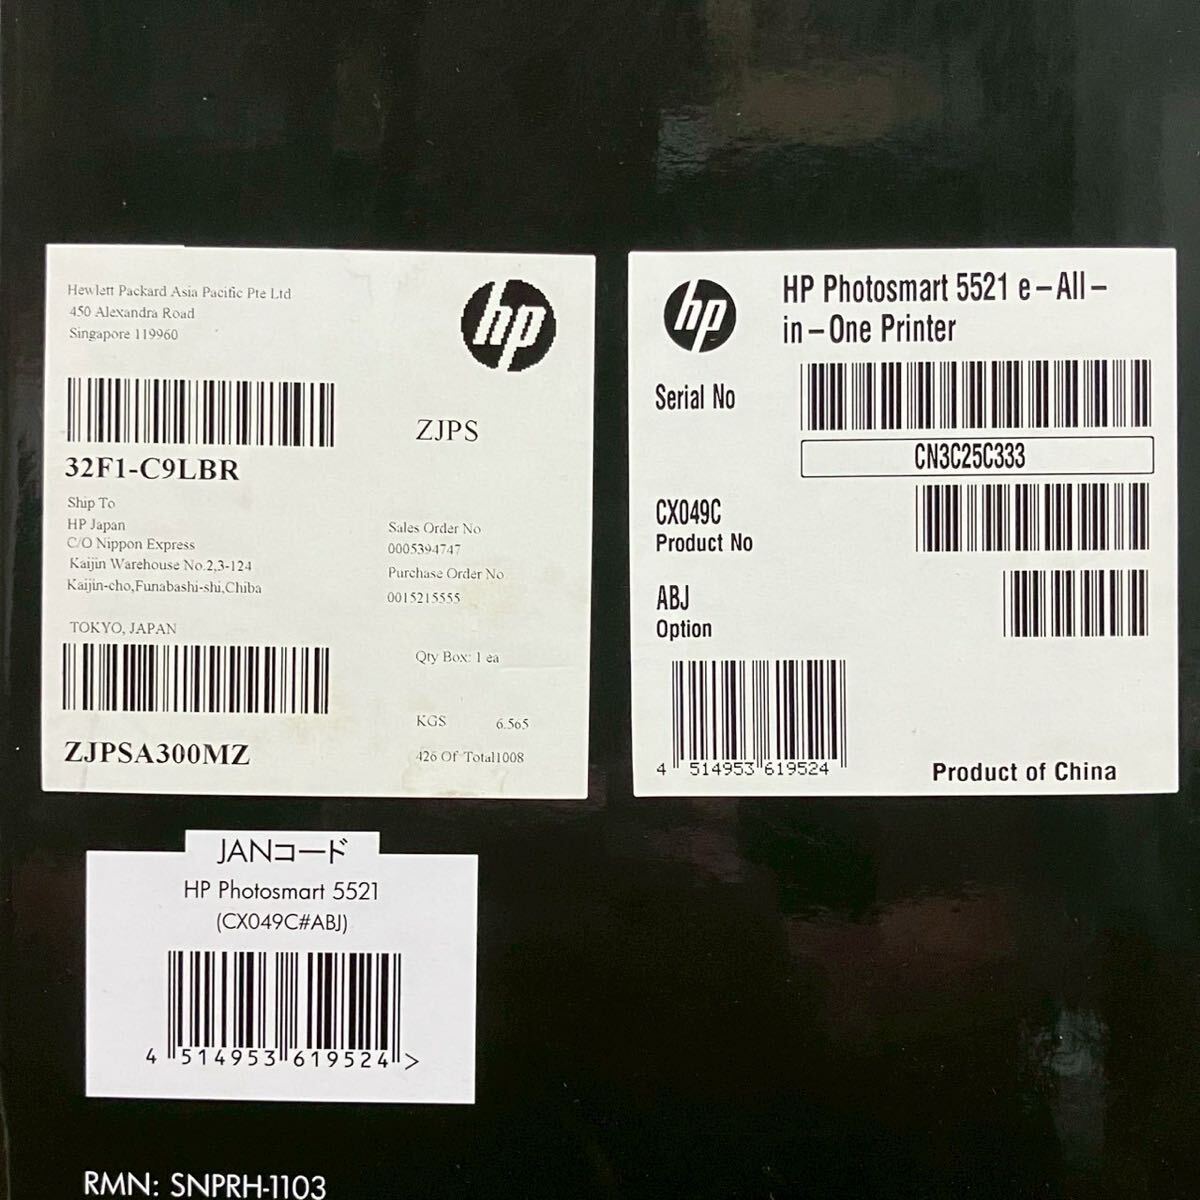 Hewlett Packard Asia Pacific Pte Ltd
450 Alexandra Road
Singapore 119960
hp
ZJPS
32F1-C9LBR
Ship To
HP Japan
C/O Nippon Express
Kaijin Warehouse No.2,3-124
Kaijin-cho,Funabashi-shi,Chiba
TOKYO, JAPAN
Sales Order No
0005394747
Purchase Order No
0015215555
Qty Box: 1 ea
KGS 6.565
ZJPSA300MZ
426 Of Total1008
hp
HP Photosmart 5521 e-All-
in-One Printer
Serial No
CN3C25C333
CX049C
Product No
ABJ
Option
4 514953 619524
Product of China
JANコード
HP Photosmart 5521
(CX049C#ABJ)
4 514953 619524 >
RMN: SNPRH-1103